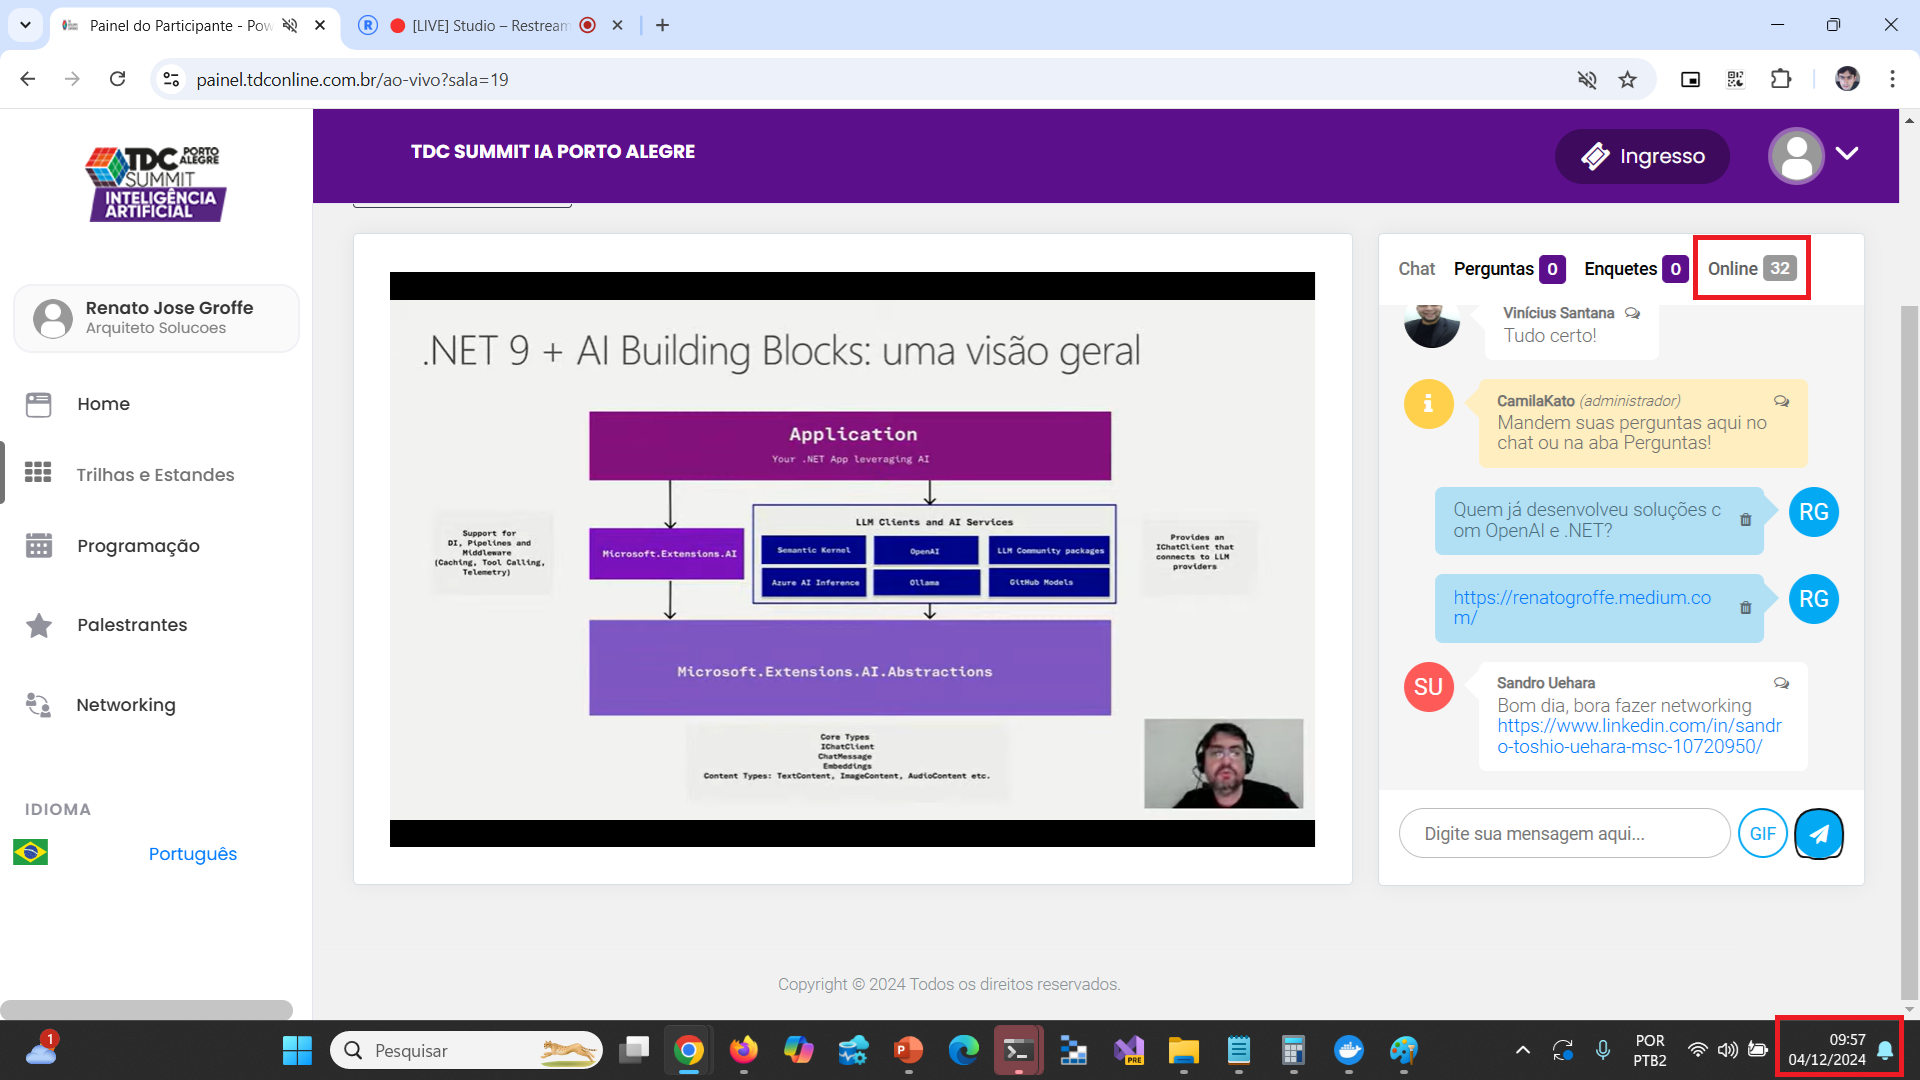 Painel do Participante - Pow
[LIVE] Studio – Restream
painel.tdconline.com.br/ao-vivo?sala=19
TDC PORTO ALEGRE
SUMMIT
INTELIGÊNCIA
ARTIFICIAL
TDC SUMMIT IA PORTO ALEGRE
Ingresso
Renato Jose Groffe
Arquiteto Solucoes
Home
Trilhas e Estandes
Programação
Palestrantes
Networking
IDIOMA
Português
.NET 9 + AI Building Blocks: uma visão geral
Application
Your .NET App leveraging AI
Support for
DI, Pipelines and
Middleware
(Caching, Tool Calling,
Telemetry)
Microsoft.Extensions.AI
LLM Clients and AI Services
Semantic Kernel
OpenAI
LLM Community packages
Azure AI Inference
Ollama
GitHub Models
Provides an
IChatClient that
connects to LLM
providers
Microsoft.Extensions.AI.Abstractions
Core Types
IChatClient
ChatMessage
Embeddings
Content Types: TextContent, ImageContent, AudioContent etc.
Chat Perguntas 0 Enquetes 0 Online 32
Vinícius Santana
Tudo certo!
CamilaKato (administrador)
Mandem suas perguntas aqui no
chat ou na aba Perguntas!
Quem já desenvolveu soluções c
om OpenAI e .NET?
RG
https://renatogroffe.medium.co
m/
RG
SU
Sandro Uehara
Bom dia, bora fazer networking
https://www.linkedin.com/in/sandr
o-toshio-uehara-msc-10720950/
Digite sua mensagem aqui...
GIF
Copyright © 2024 Todos os direitos reservados.
1
Pesquisar
PRE
POR
PTB2
09:57
04/12/2024